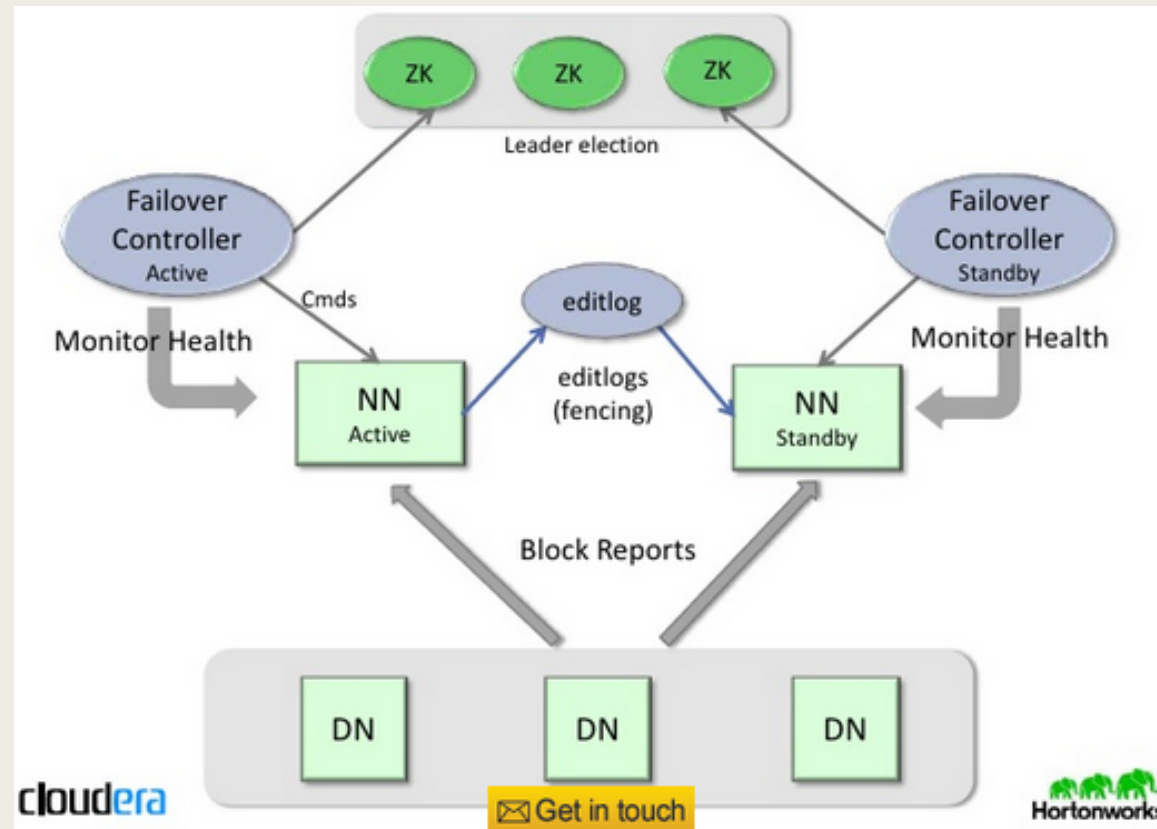 ZK
ZK
ZK
Leader election
Failover
Controller
Active
Failover
Controller
Standby
Cmds
editlog
Monitor Health
Monitor Health
editlogs
(fencing)
NN
Active
NN
Standby
Block Reports
DN
DN
DN
cloudera
Get in touch
Hortonworks